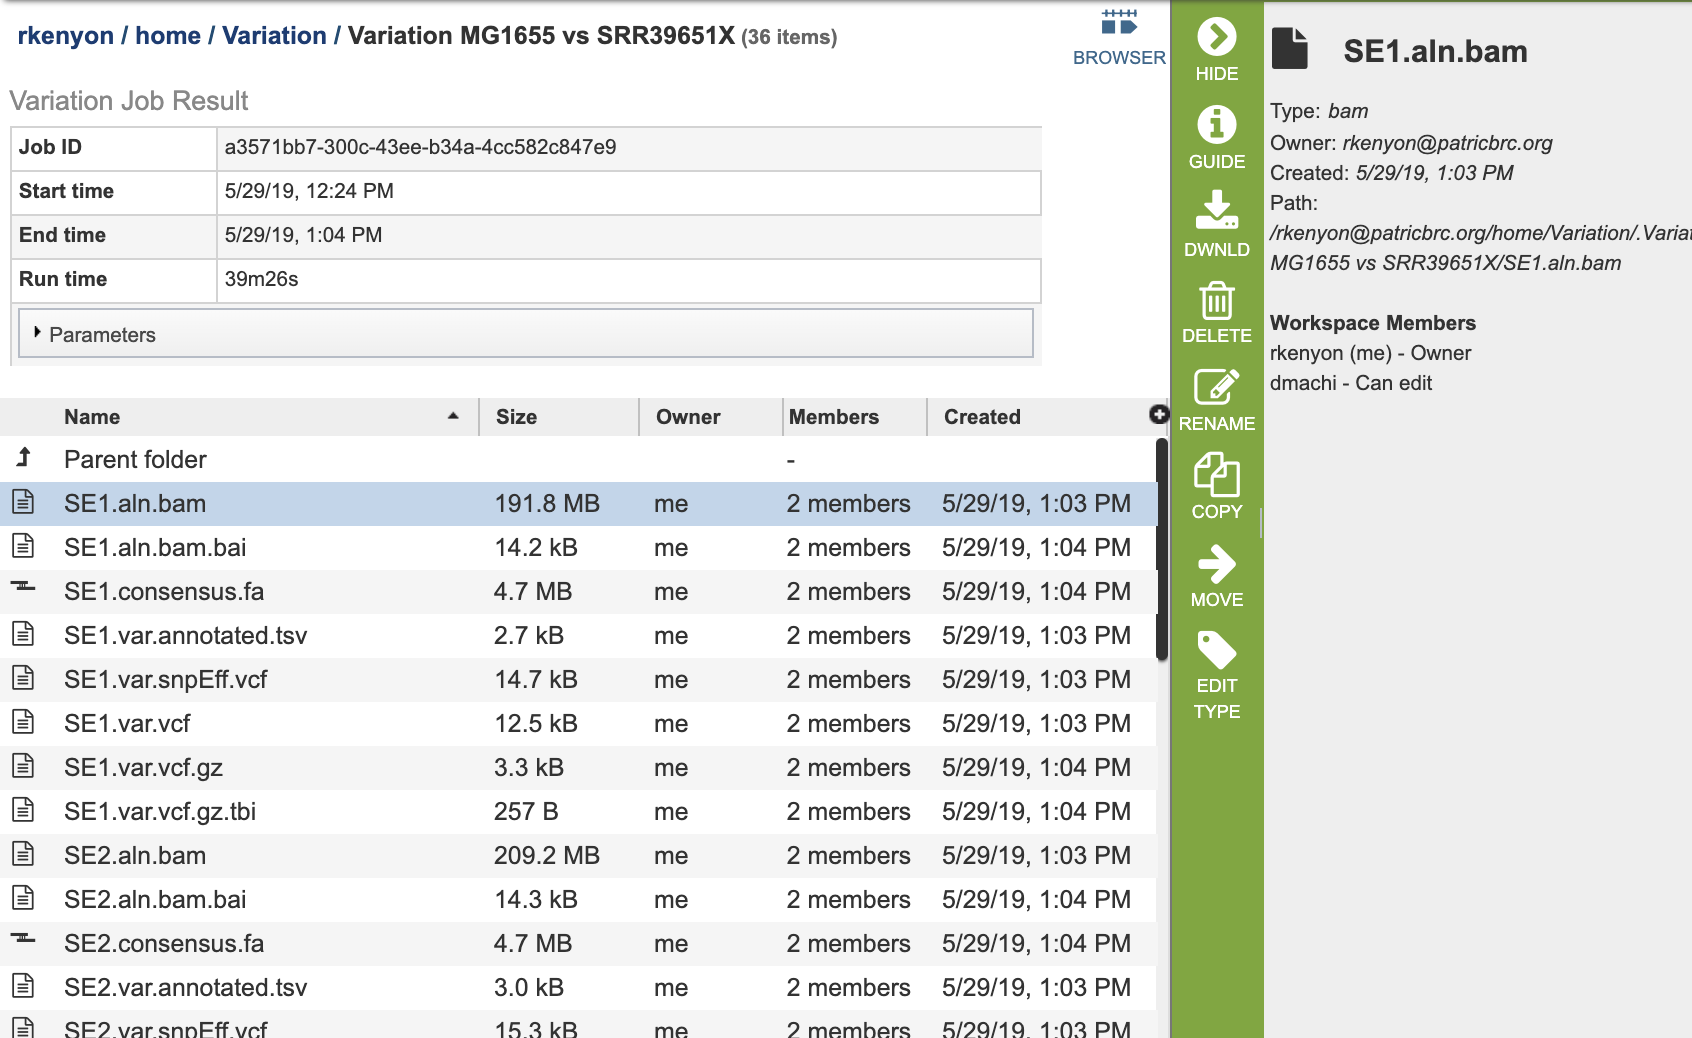 rkenyon / home / Variation / Variation MG1655 vs SRR39651X (36 items)
BROWSER
Variation Job Result
Job ID a3571bb7-300c-43ee-b34a-4cc582c847e9
Start time 5/29/19, 12:24 PM
End time 5/29/19, 1:04 PM
Run time 39m26s
Parameters
Name Size Owner Members Created
Parent folder -
SE1.aln.bam 191.8 MB me 2 members 5/29/19, 1:03 PM
SE1.aln.bam.bai 14.2 kB me 2 members 5/29/19, 1:04 PM
SE1.consensus.fa 4.7 MB me 2 members 5/29/19, 1:04 PM
SE1.var.annotated.tsv 2.7 kB me 2 members 5/29/19, 1:03 PM
SE1.var.snpEff.vcf 14.7 kB me 2 members 5/29/19, 1:03 PM
SE1.var.vcf 12.5 kB me 2 members 5/29/19, 1:03 PM
SE1.var.vcf.gz 3.3 kB me 2 members 5/29/19, 1:04 PM
SE1.var.vcf.gz.tbi 257 B me 2 members 5/29/19, 1:04 PM
SE2.aln.bam 209.2 MB me 2 members 5/29/19, 1:03 PM
SE2.aln.bam.bai 14.3 kB me 2 members 5/29/19, 1:04 PM
SE2.consensus.fa 4.7 MB me 2 members 5/29/19, 1:04 PM
SE2.var.annotated.tsv 3.0 kB me 2 members 5/29/19, 1:03 PM
SE2.var.snpEff.vcf 15.3 kB me 2 members 5/29/19, 1:03 PM
HIDE
GUIDE
DWNLD
DELETE
RENAME
COPY
MOVE
EDIT
TYPE
SE1.aln.bam
Type: bam
Owner: rkenyon@patricbrc.org
Created: 5/29/19, 1:03 PM
Path:
/rkenyon@patricbrc.org/home/Variation/.Variat
MG1655 vs SRR39651X/SE1.aln.bam
Workspace Members
rkenyon (me) - Owner
dmachi - Can edit